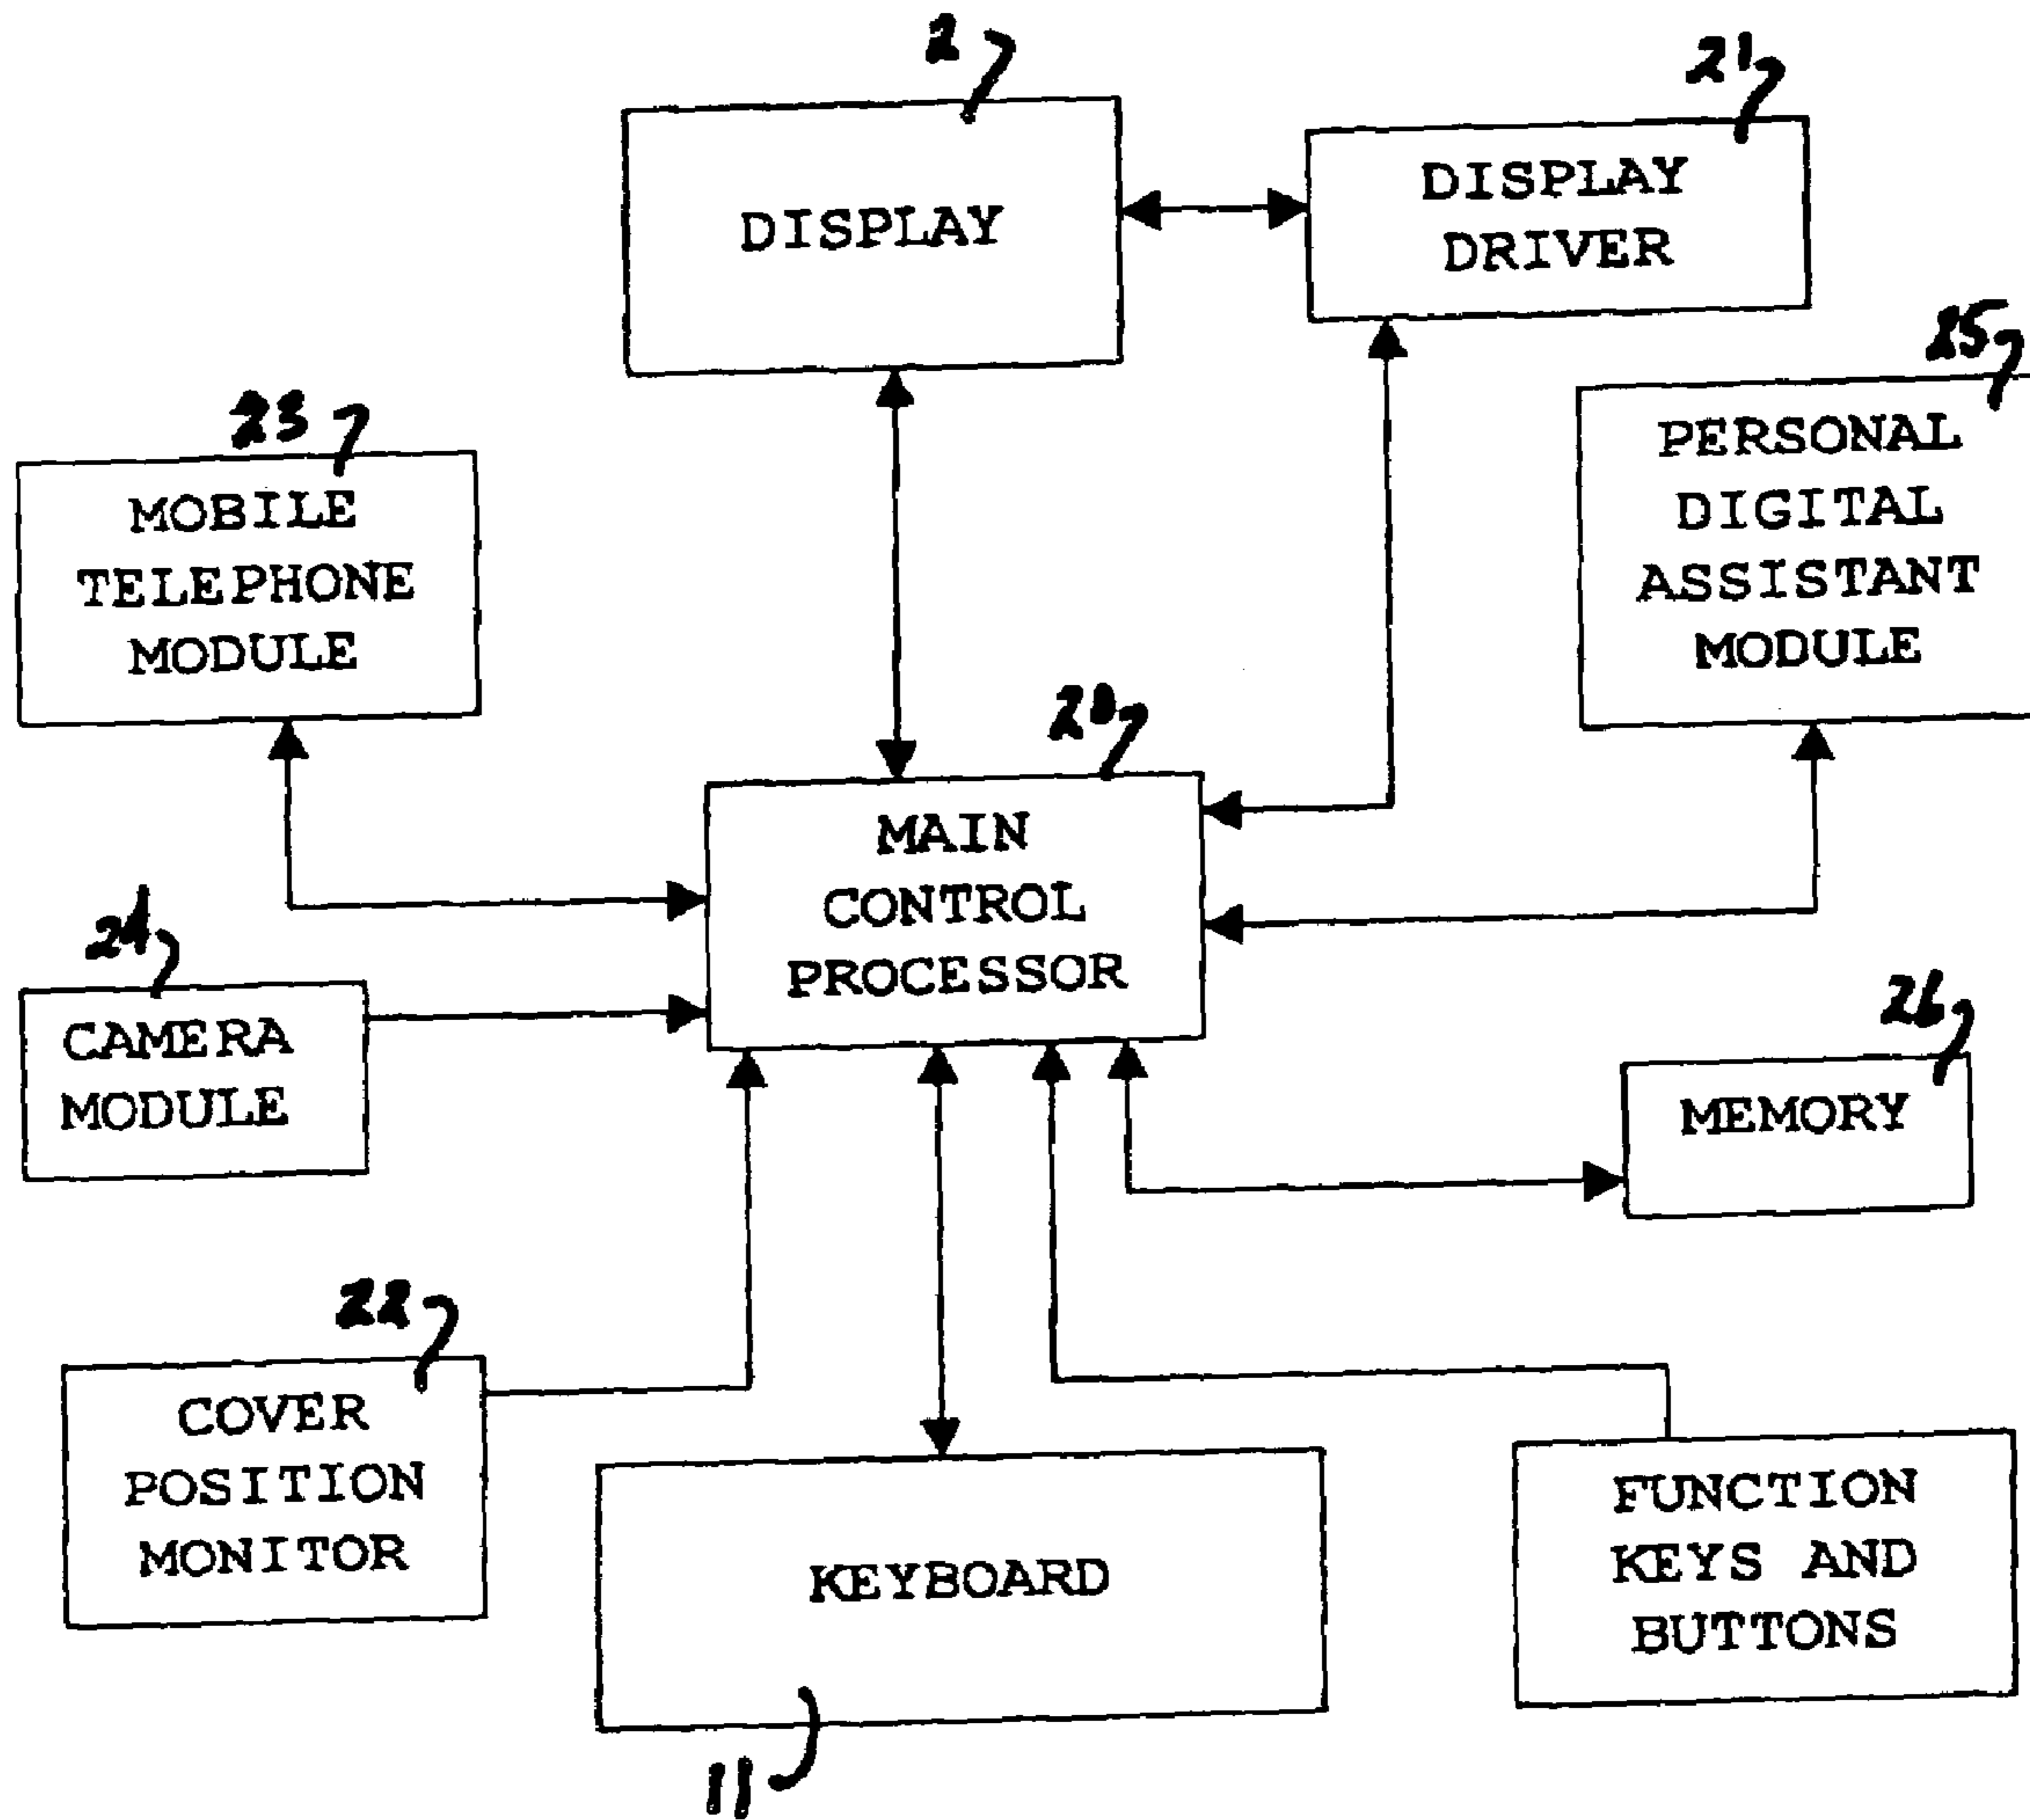 2
21
DISPLAY
DISPLAY
DRIVER
25
PERSONAL
DIGITAL
ASSISTANT
MODULE
23
MOBILE
TELEPHONE
MODULE
20
MAIN
CONTROL
PROCESSOR
24
CAMERA
MODULE
26
MEMORY
22
COVER
POSITION
MONITOR
KEYBOARD
11
FUNCTION
KEYS AND
BUTTONS